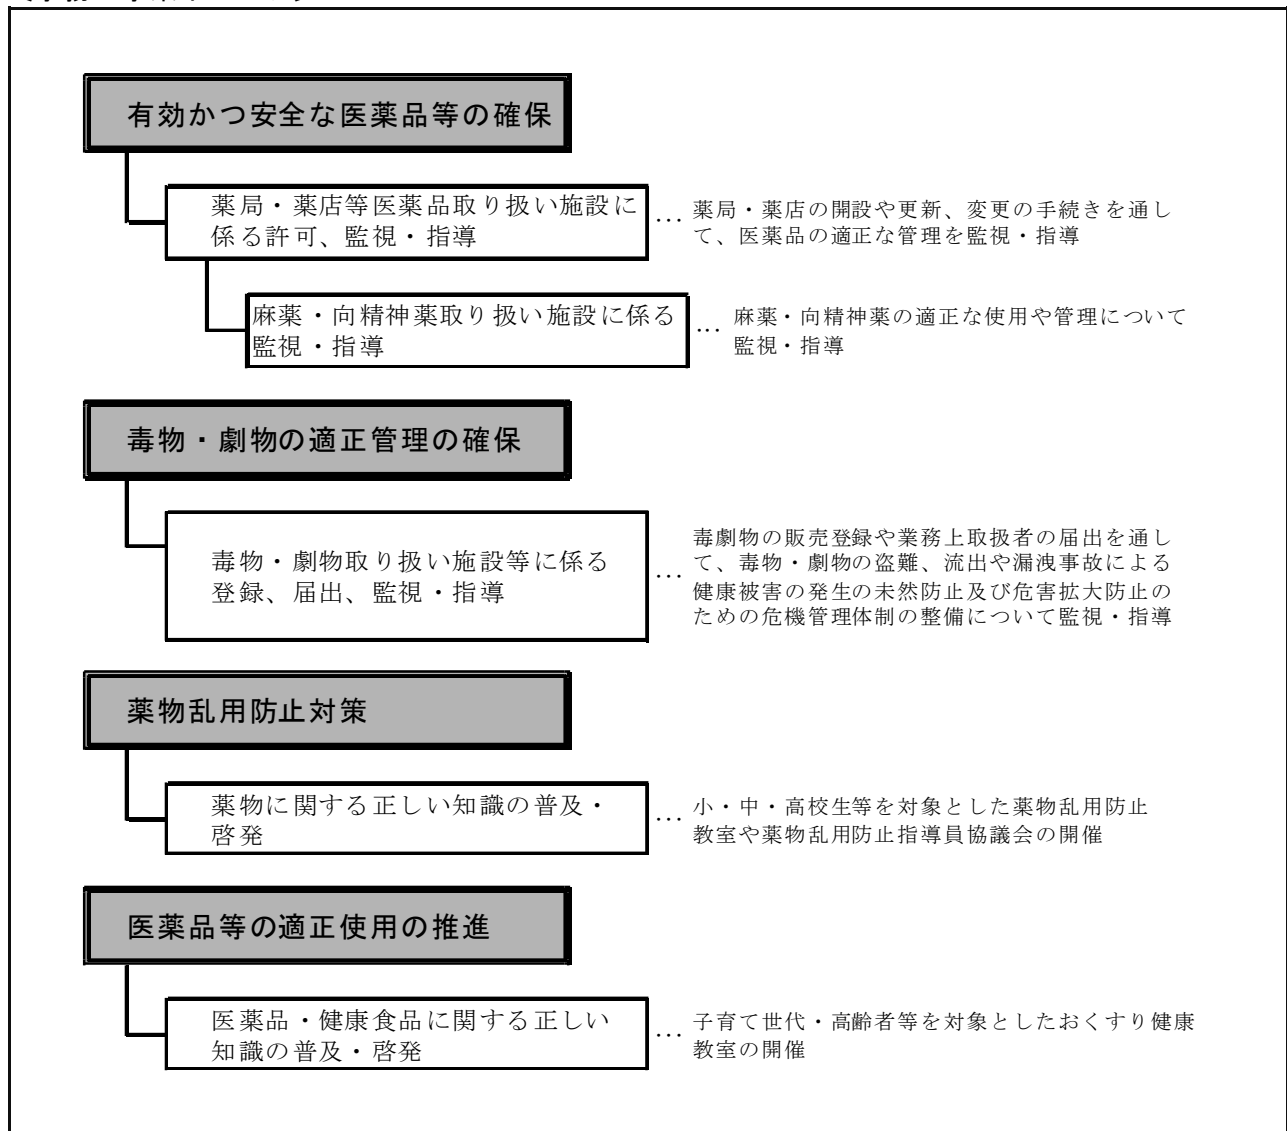 有効かつ安全な医薬品等の確保
薬局・薬店等医薬品取り扱い施設に
係る許可、監視・指導
… 薬局・薬店の開設や更新、変更の手続きを通し
て、医薬品の適正な管理を監視・指導
麻薬・向精神薬取り扱い施設に係る
監視・指導
… 麻薬・向精神薬の適正な使用や管理について
監視・指導
毒物・劇物の適正管理の確保
毒物・劇物取り扱い施設等に係る
登録、届出、監視・指導
… 毒劇物の販売登録や業務上取扱者の届出を通し
て、毒物・劇物の盗難、流出や漏洩事故による
健康被害の発生の未然防止及び危害拡大防止の
ための危機管理体制の整備について監視・指導
薬物乱用防止対策
薬物に関する正しい知識の普及・
啓発
… 小・中・高校生等を対象とした薬物乱用防止
教室や薬物乱用防止指導員協議会の開催
医薬品等の適正使用の推進
医薬品・健康食品に関する正しい
知識の普及・啓発
… 子育て世代・高齢者等を対象としたおくすり健康
教室の開催